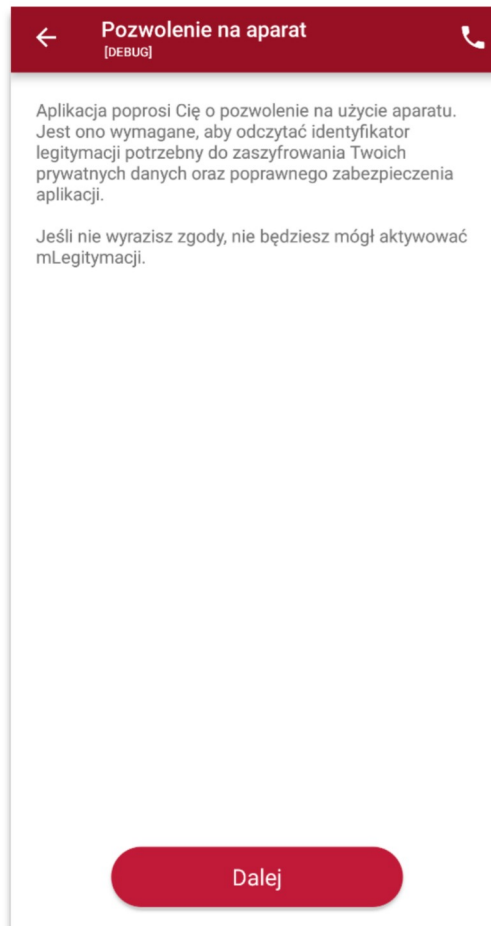 Pozwolenie na aparat
[DEBUG]
Aplikacja poprosi Cię o pozwolenie na użycie aparatu.
Jest ono wymagane, aby odczytać identyfikator
legitymacji potrzebny do zaszyfrowania Twoich
prywatnych danych oraz poprawnego zabezpieczenia
aplikacji.
Jeśli nie wyrazisz zgody, nie będziesz mógł aktywować
mLegitymacji.
Dalej